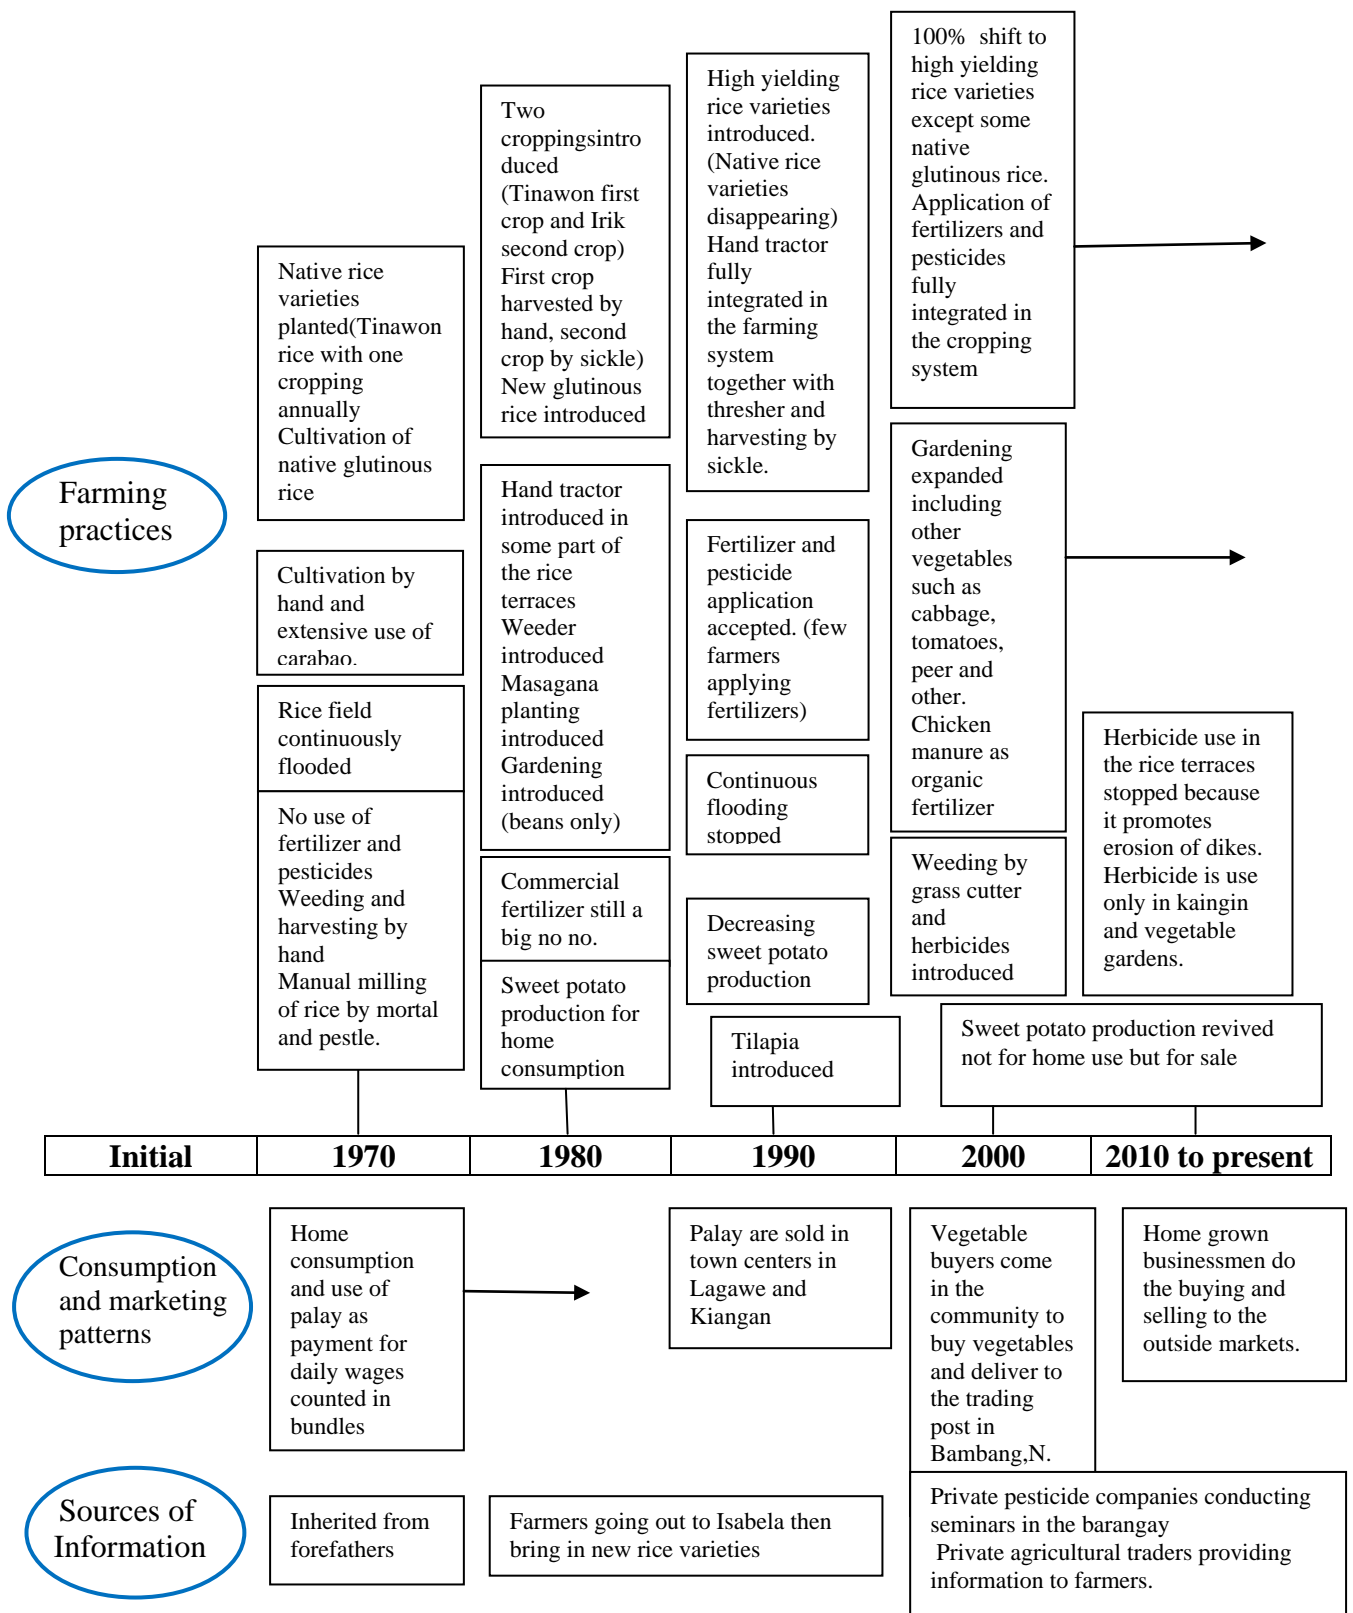 Farming
practices
Native rice
varieties
planted(Tinawon
rice with one
cropping
annually
Cultivation of
native glutinous
rice
Cultivation by
hand and
extensive use of
carabao.
Rice field
continuously
flooded
No use of
fertilizer and
pesticides
Weeding and
harvesting by
hand
Manual milling
of rice by mortal
and pestle.
Two
croppingsintro
duced
(Tinawon first
crop and Irik
second crop)
First crop
harvested by
hand, second
crop by sickle)
New glutinous
rice introduced
Hand tractor
introduced in
some part of
the rice
terraces
Weeder
introduced
Masagana
planting
introduced
Gardening
introduced
(beans only)
Commercial
fertilizer still a
big no no.
Sweet potato
production for
home
consumption
High yielding
rice varieties
introduced.
(Native rice
varieties
disappearing)
Hand tractor
fully
integrated in
the farming
system
together with
thresher and
harvesting by
sickle.
Fertilizer and
pesticide
application
accepted. (few
farmers
applying
fertilizers)
Continuous
flooding
stopped
Decreasing
sweet potato
production
Tilapia
introduced
100% shift to
high yielding
rice varieties
except some
native
glutinous rice.
Application of
fertilizers and
pesticides
fully
integrated in
the cropping
system
Gardening
expanded
including
other
vegetables
such as
cabbage,
tomatoes,
peer and
other.
Chicken
manure as
organic
fertilizer
Weeding by
grass cutter
and
herbicides
introduced
Herbicide use in
the rice terraces
stopped because
it promotes
erosion of dikes.
Herbicide is use
only in kaingin
and vegetable
gardens.
Sweet potato production revived
not for home use but for sale
Initial 1970 1980 1990 2000 2010 to present
Consumption
and marketing
patterns
Home
consumption
and use of
palay as
payment for
daily wages
counted in
bundles
Palay are sold in
town centers in
Lagawe and
Kiangan
Vegetable
buyers come
in the
community to
buy vegetables
and deliver to
the trading
post in
Bambang,N.
Home grown
businessmen do
the buying and
selling to the
outside markets.
Sources of
Information
Inherited from
forefathers
Farmers going out to Isabela then
bring in new rice varieties
Private pesticide companies conducting
seminars in the barangay
Private agricultural traders providing
information to farmers.